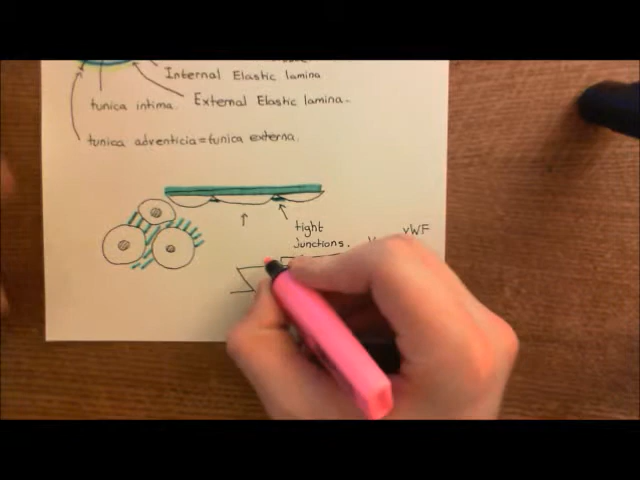 Internal Elastic lamina
tunica intima.
External Elastic lamina.
tunica adventicia=tunica externa.
tight
Junctions.
vWF